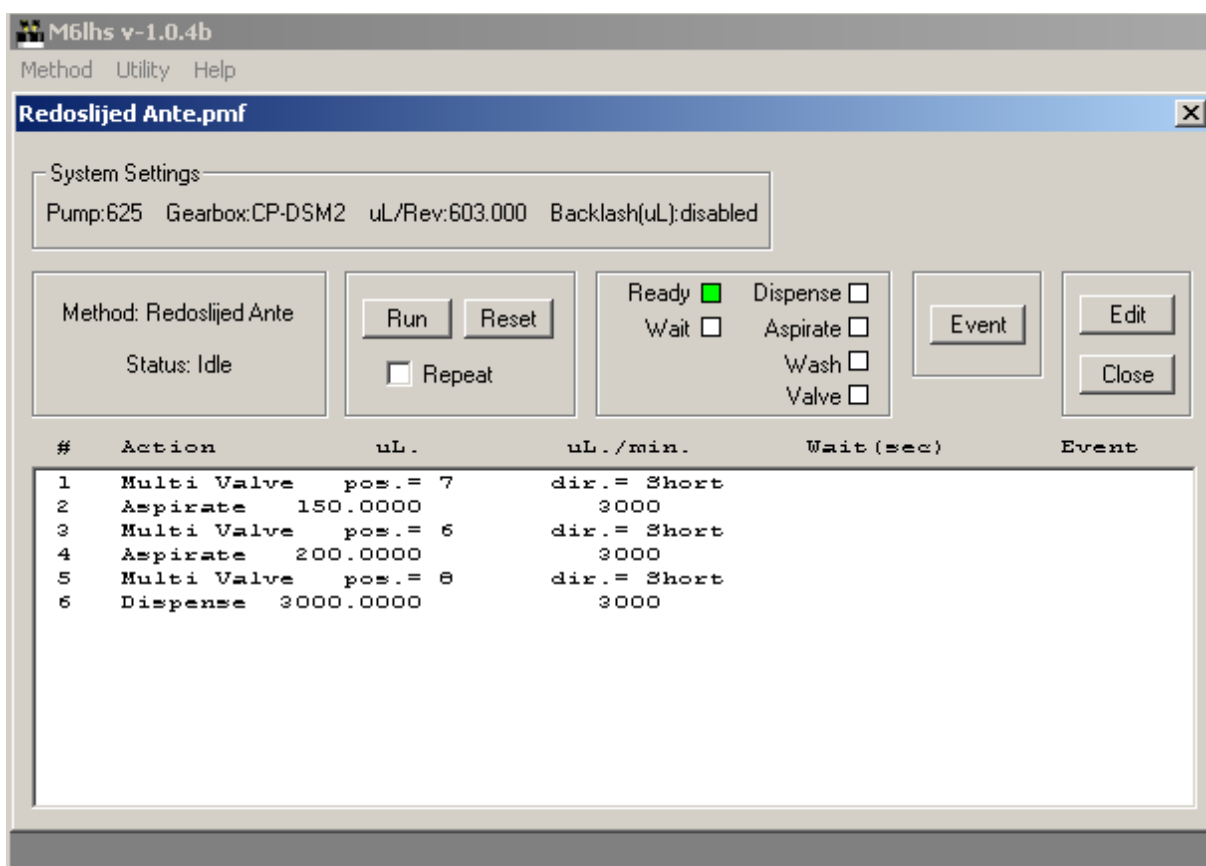 M6lhs v-1.0.4b
Method Utility Help
Redoslijed Ante.pmf
System Settings
Pump:625 Gearbox:CP-DSM2 uL/Rev:603.000 Backlash(uL):disabled
Method: Redoslijed Ante
Status: Idle
Run Reset
Repeat
Ready Dispense
Wait Aspirate
Wash
Valve
Event
Edit
Close
# Action uL. uL./min. Wait(sec) Event
1 Multi Valve pos.= 7 dir.= Short
2 Aspirate 150.0000 3000
3 Multi Valve pos.= 6 dir.= Short
4 Aspirate 200.0000 3000
5 Multi Valve pos.= 8 dir.= Short
6 Dispense 3000.0000 3000